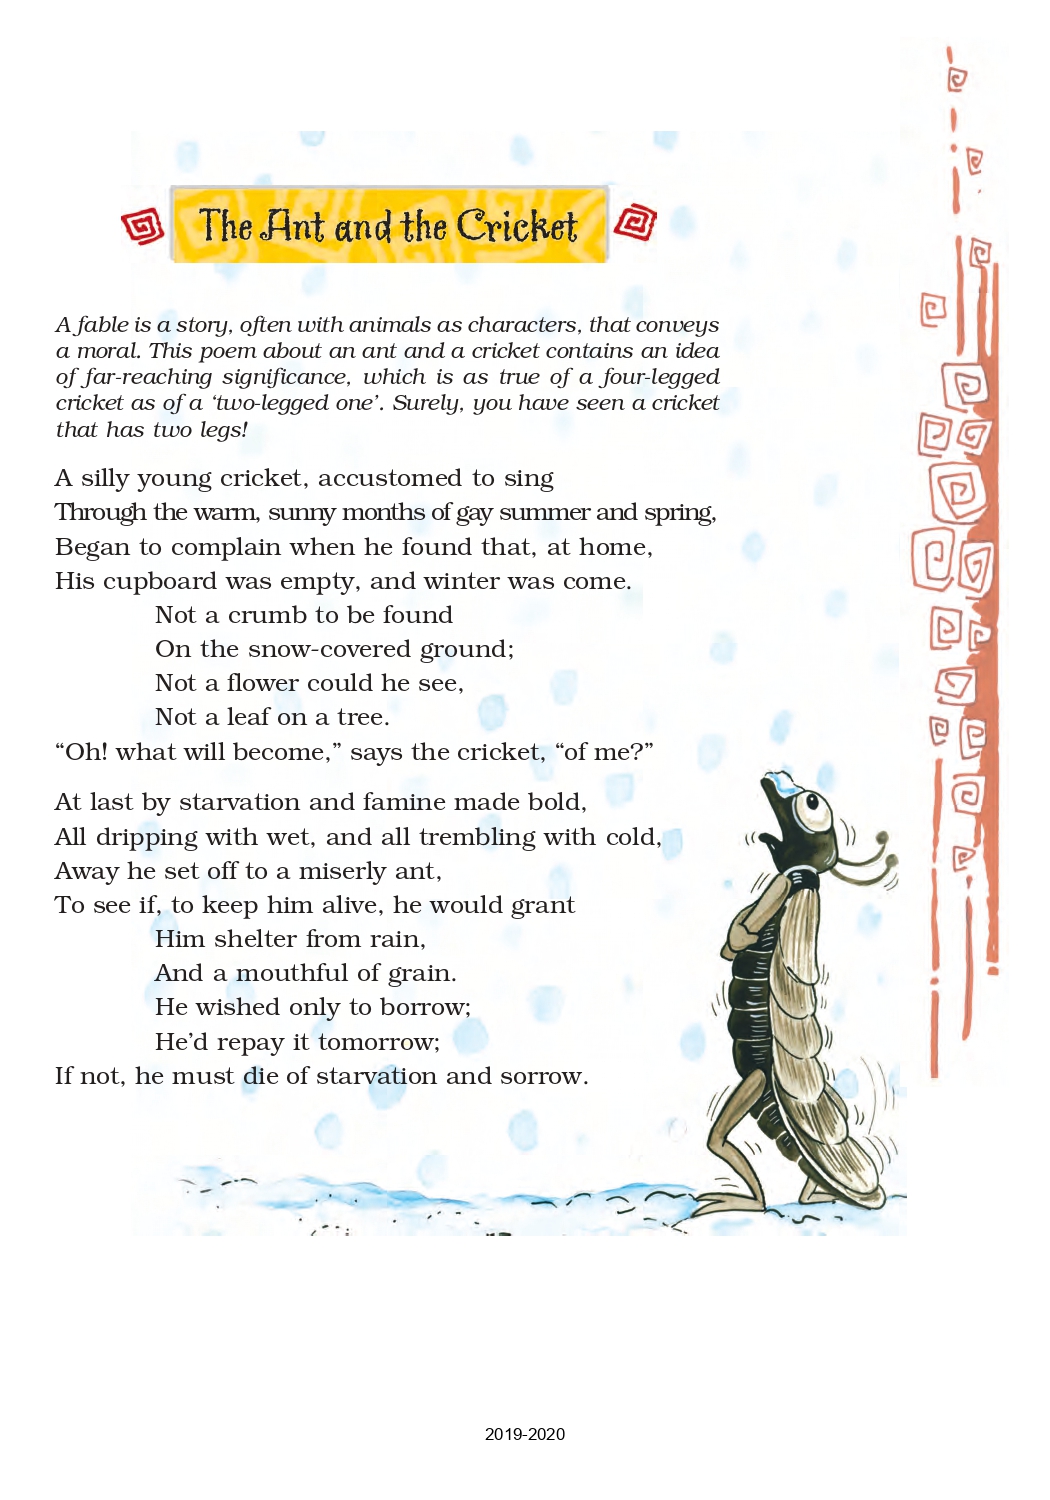 The Ant and the Cricket
A fable is a story, often with animals as characters, that conveys
a moral. This poem about an ant and a cricket contains an idea
of far-reaching significance, which is as true of a four-legged
cricket as of a ‘two-legged one’. Surely, you have seen a cricket
that has two legs!
A silly young cricket, accustomed to sing
Through the warm, sunny months of gay summer and spring,
Began to complain when he found that, at home,
His cupboard was empty, and winter was come.
Not a crumb to be found
On the snow-covered ground;
Not a flower could he see,
Not a leaf on a tree.
“Oh! what will become,” says the cricket, “of me?”
At last by starvation and famine made bold,
All dripping with wet, and all trembling with cold,
Away he set off to a miserly ant,
To see if, to keep him alive, he would grant
Him shelter from rain,
And a mouthful of grain.
He wished only to borrow;
He’d repay it tomorrow;
If not, he must die of starvation and sorrow.
2019-2020